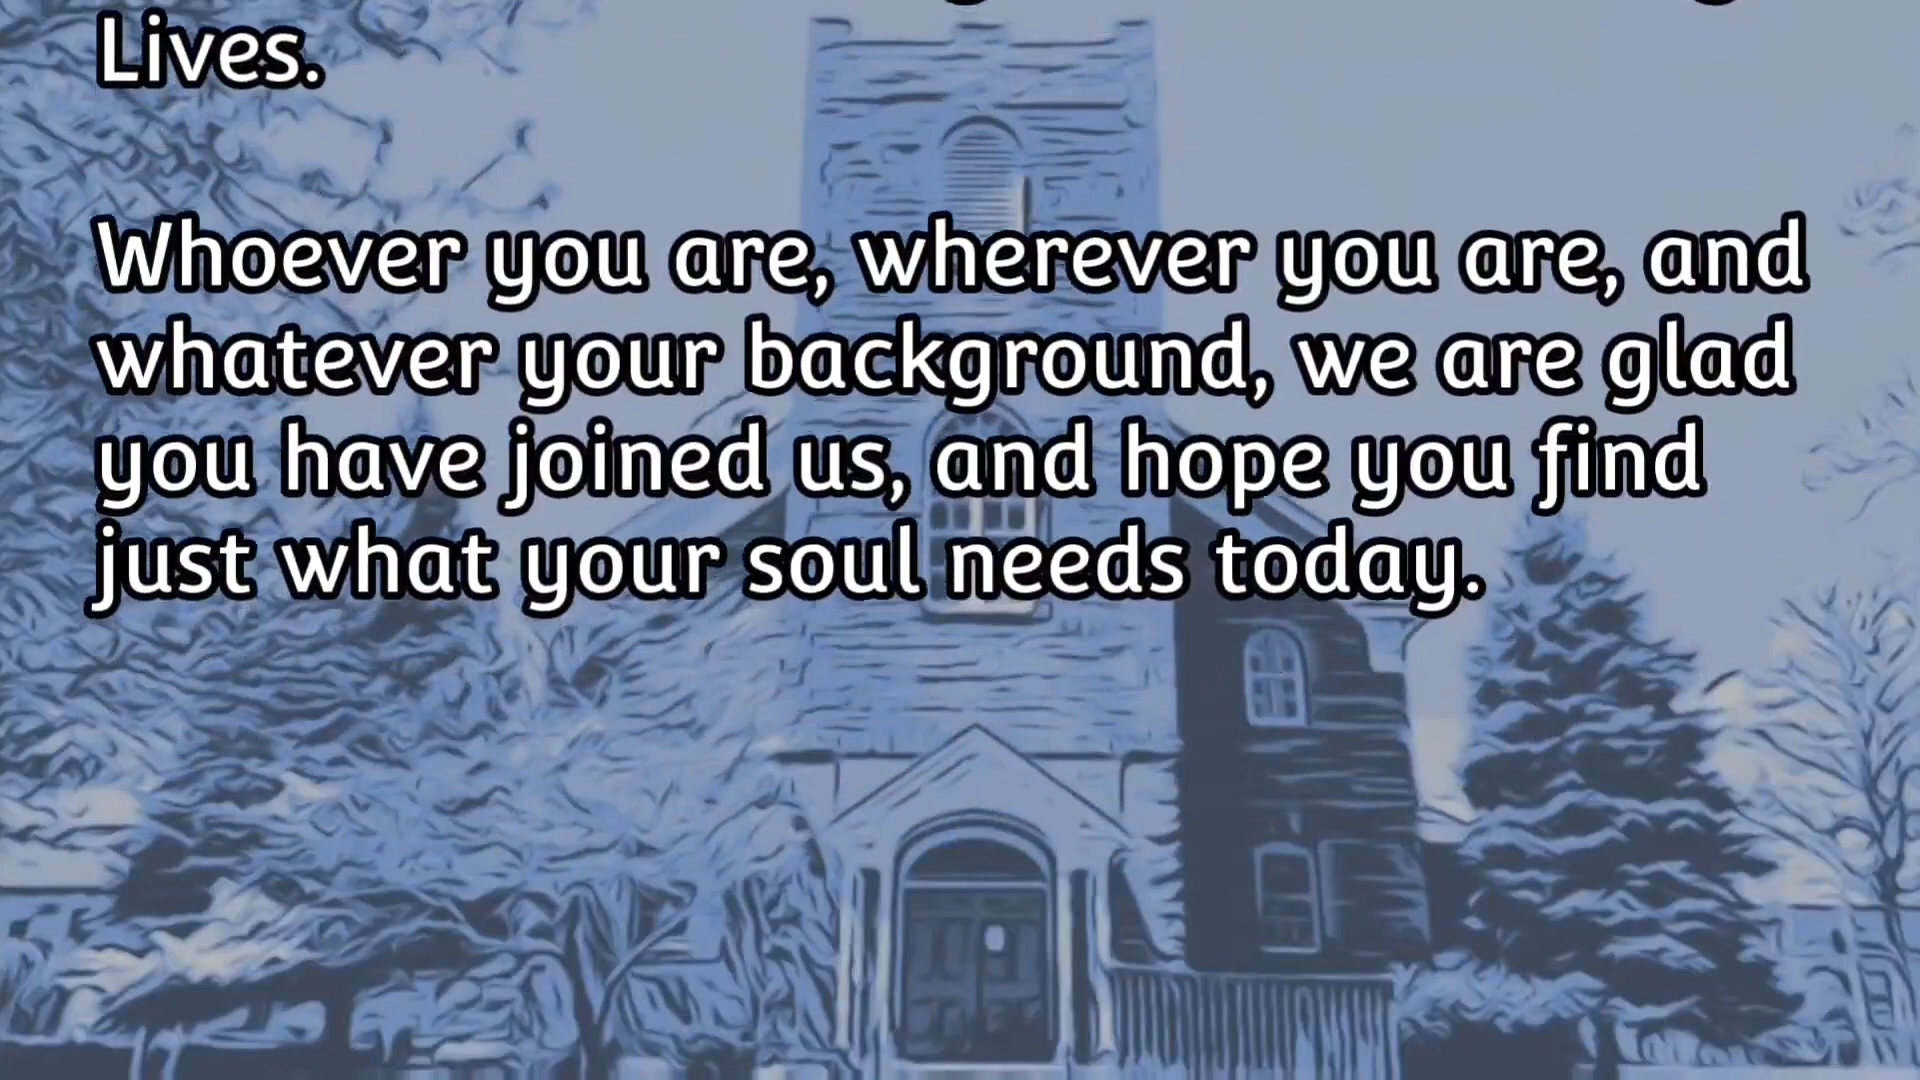 Lives.
Whoever you are, wherever you are, and
whatever your background, we are glad
you have joined us, and hope you find
just what your soul needs today.